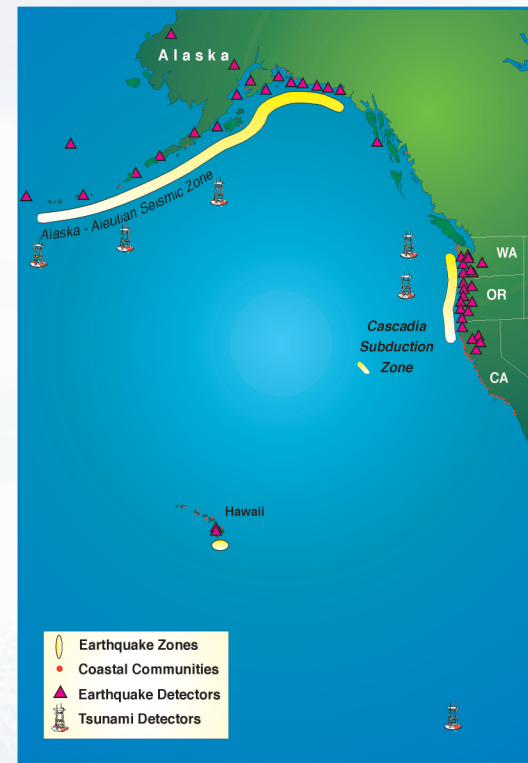 Alaska
Alaska - Aleutian Seismic Zone
WA
OR
Cascadia
Subduction
Zone
CA
Hawaii
Earthquake Zones
Coastal Communities
Earthquake Detectors
Tsunami Detectors